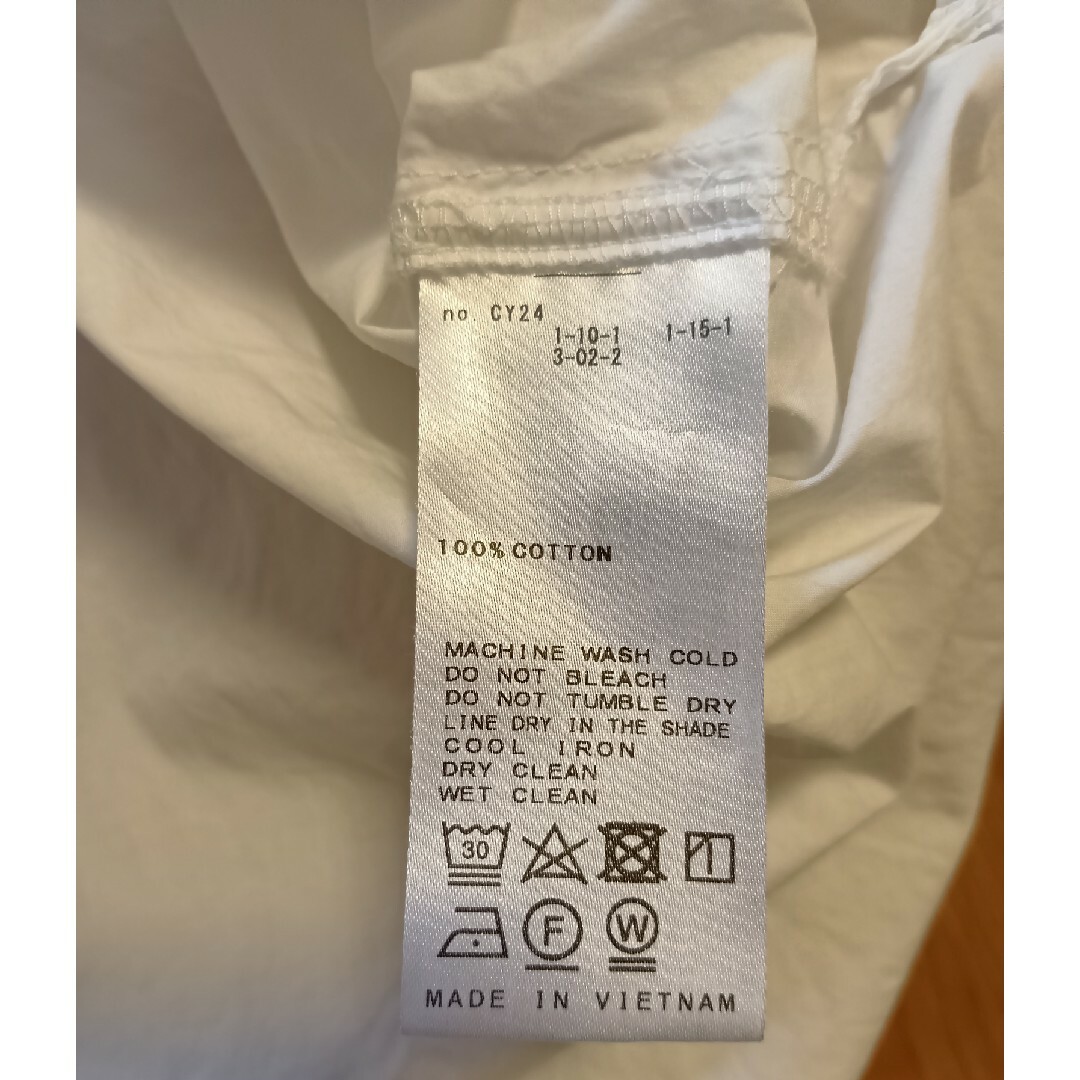 no CY24
1-10-1 1-15-1
3-02-2
100% COTTON
MACHINE WASH COLD
DO NOT BLEACH
DO NOT TUMBLE DRY
LINE DRY IN THE SHADE
COOL IRON
DRY CLEAN
WET CLEAN
30
F W
MADE IN VIETNAM